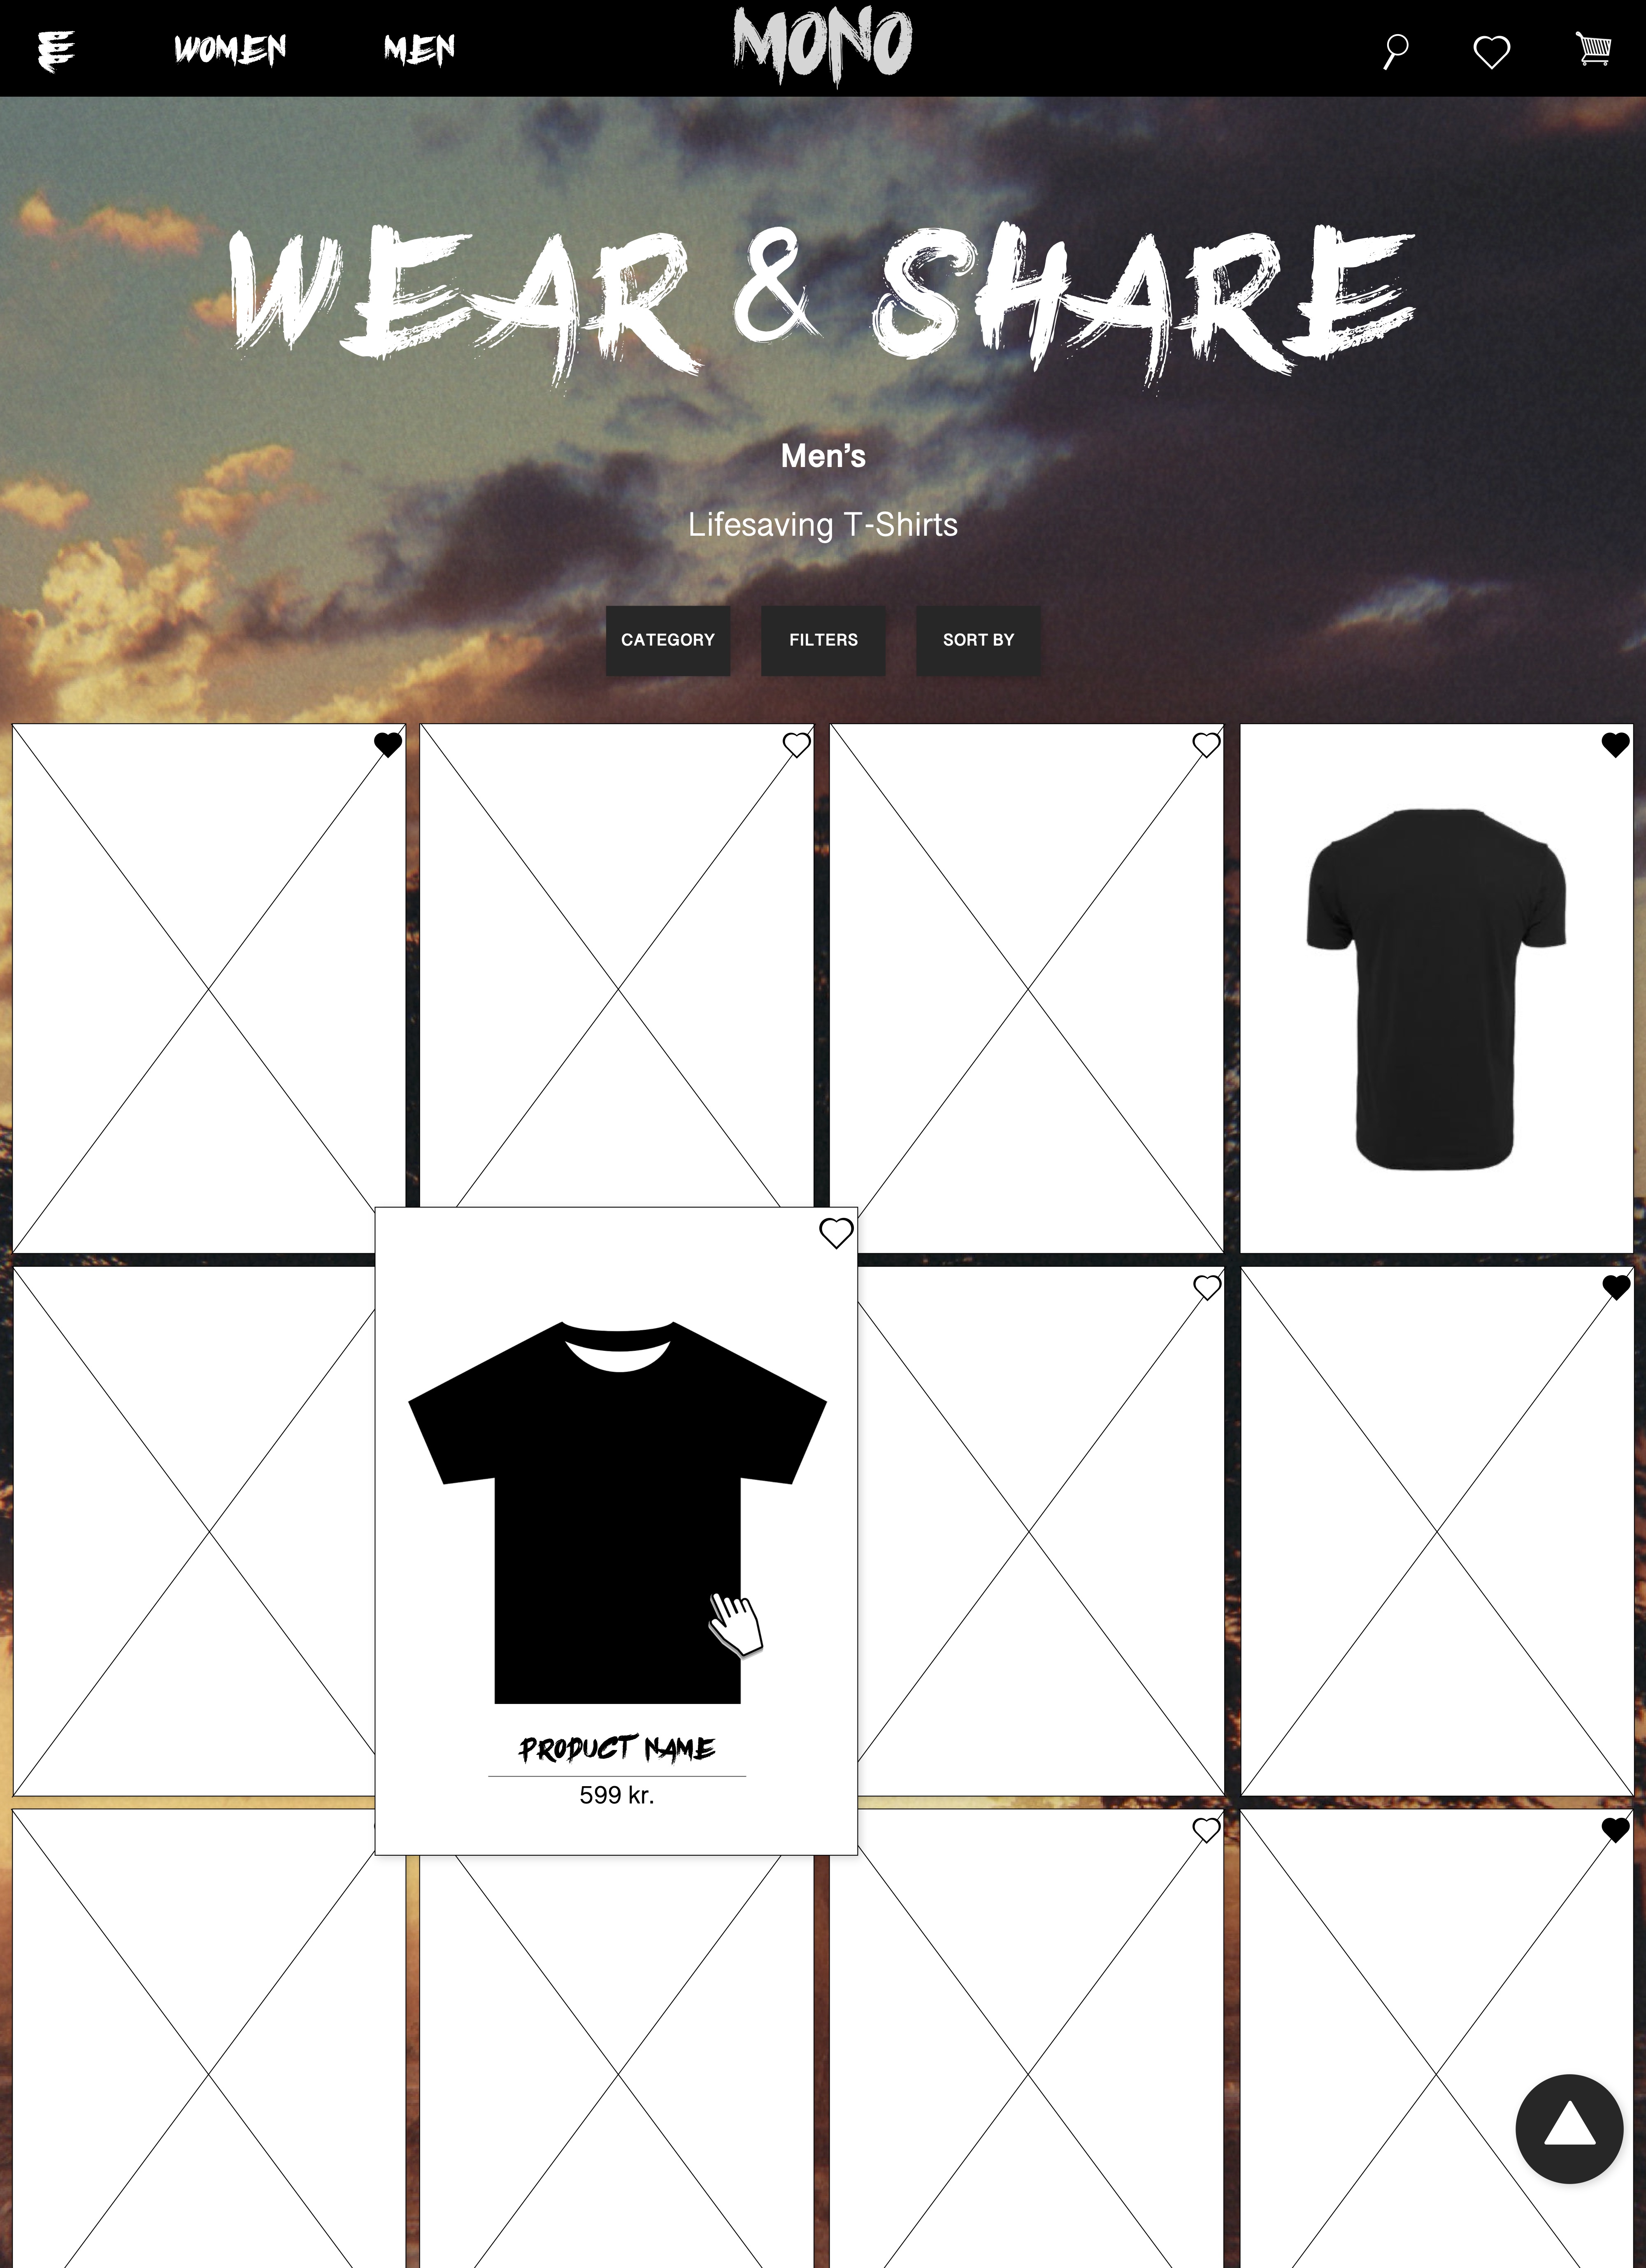 WOMEN
MEN
MONO
WEAR & SHARE
Men's
Lifesaving T-Shirts
CATEGORY
FILTERS
SORT BY
PRODUCT NAME
599 kr.